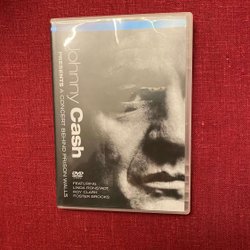 Johnny
Cash
PRESENTS A CONCERT BEHIND PRISON WALLS
DVD
FEATURING
LINDA RONSTADT
ROY CLARK
FOSTER BROOKS